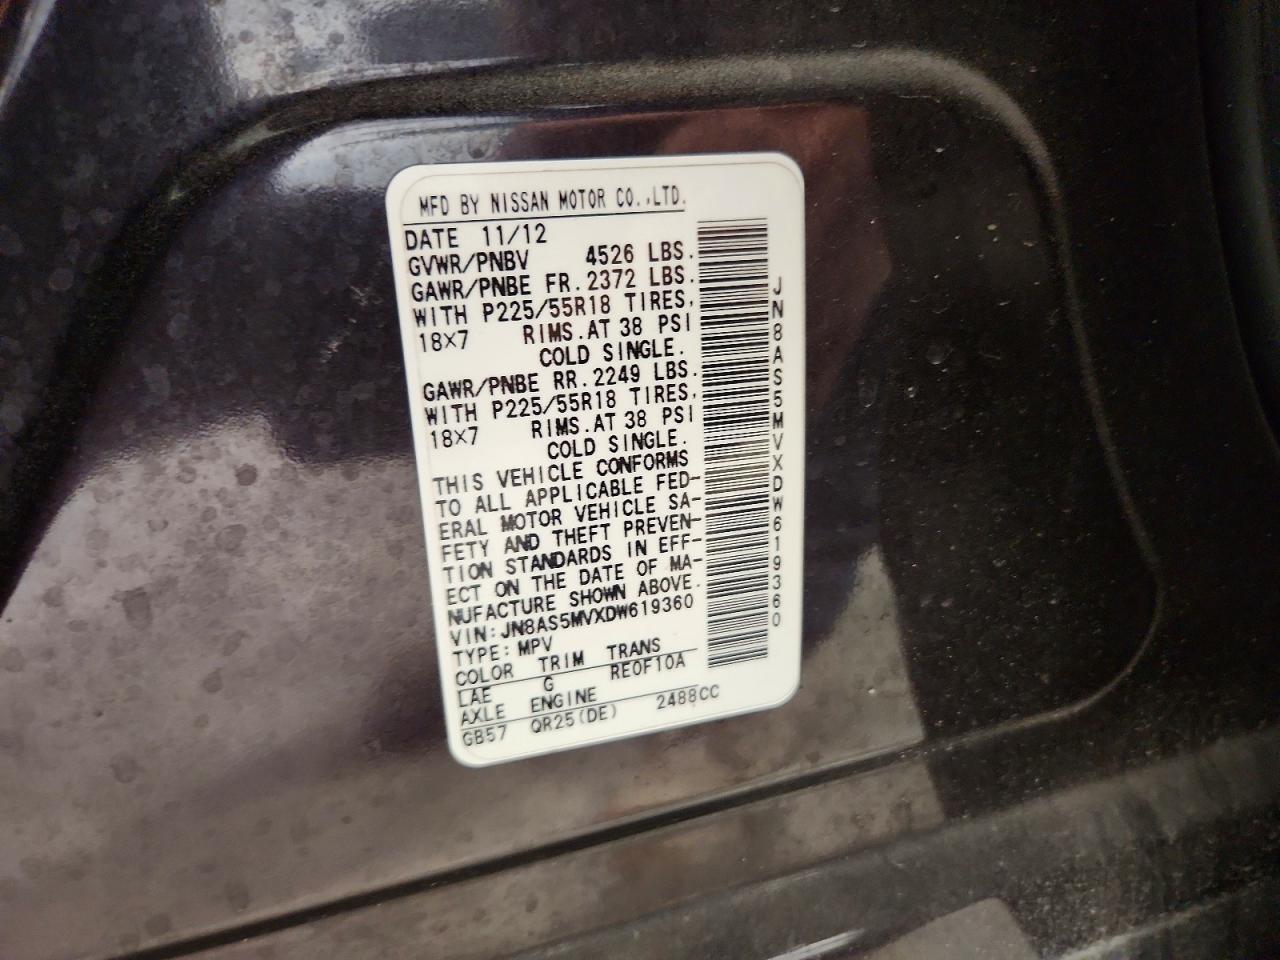 MFD BY NISSAN MOTOR CO.,LTD.
DATE 11/12
GVWR/PNBV 4526 LBS.
GAWR/PNBE FR.2372 LBS.
WITH P225/55R18 TIRES,
18×7 RIMS.AT 38 PSI
COLD SINGLE.
GAWR/PNBE RR.2249 LBS.
WITH P225/55R18 TIRES,
18×7 RIMS.AT 38 PSI
COLD SINGLE.
THIS VEHICLE CONFORMS
TO ALL APPLICABLE FED-
ERAL MOTOR VEHICLE SA-
FETY AND THEFT PREVEN-
TION STANDARDS IN EFF-
ECT ON THE DATE OF MA-
NUFACTURE SHOWN ABOVE.
VIN:JN8AS5MVXDW619360
TYPE:MPV
COLOR TRIM TRANS
LAE G RE0F10A
AXLE ENGINE
GB57 QR25(DE) 2488CC
JN8AS5MVXDW619360